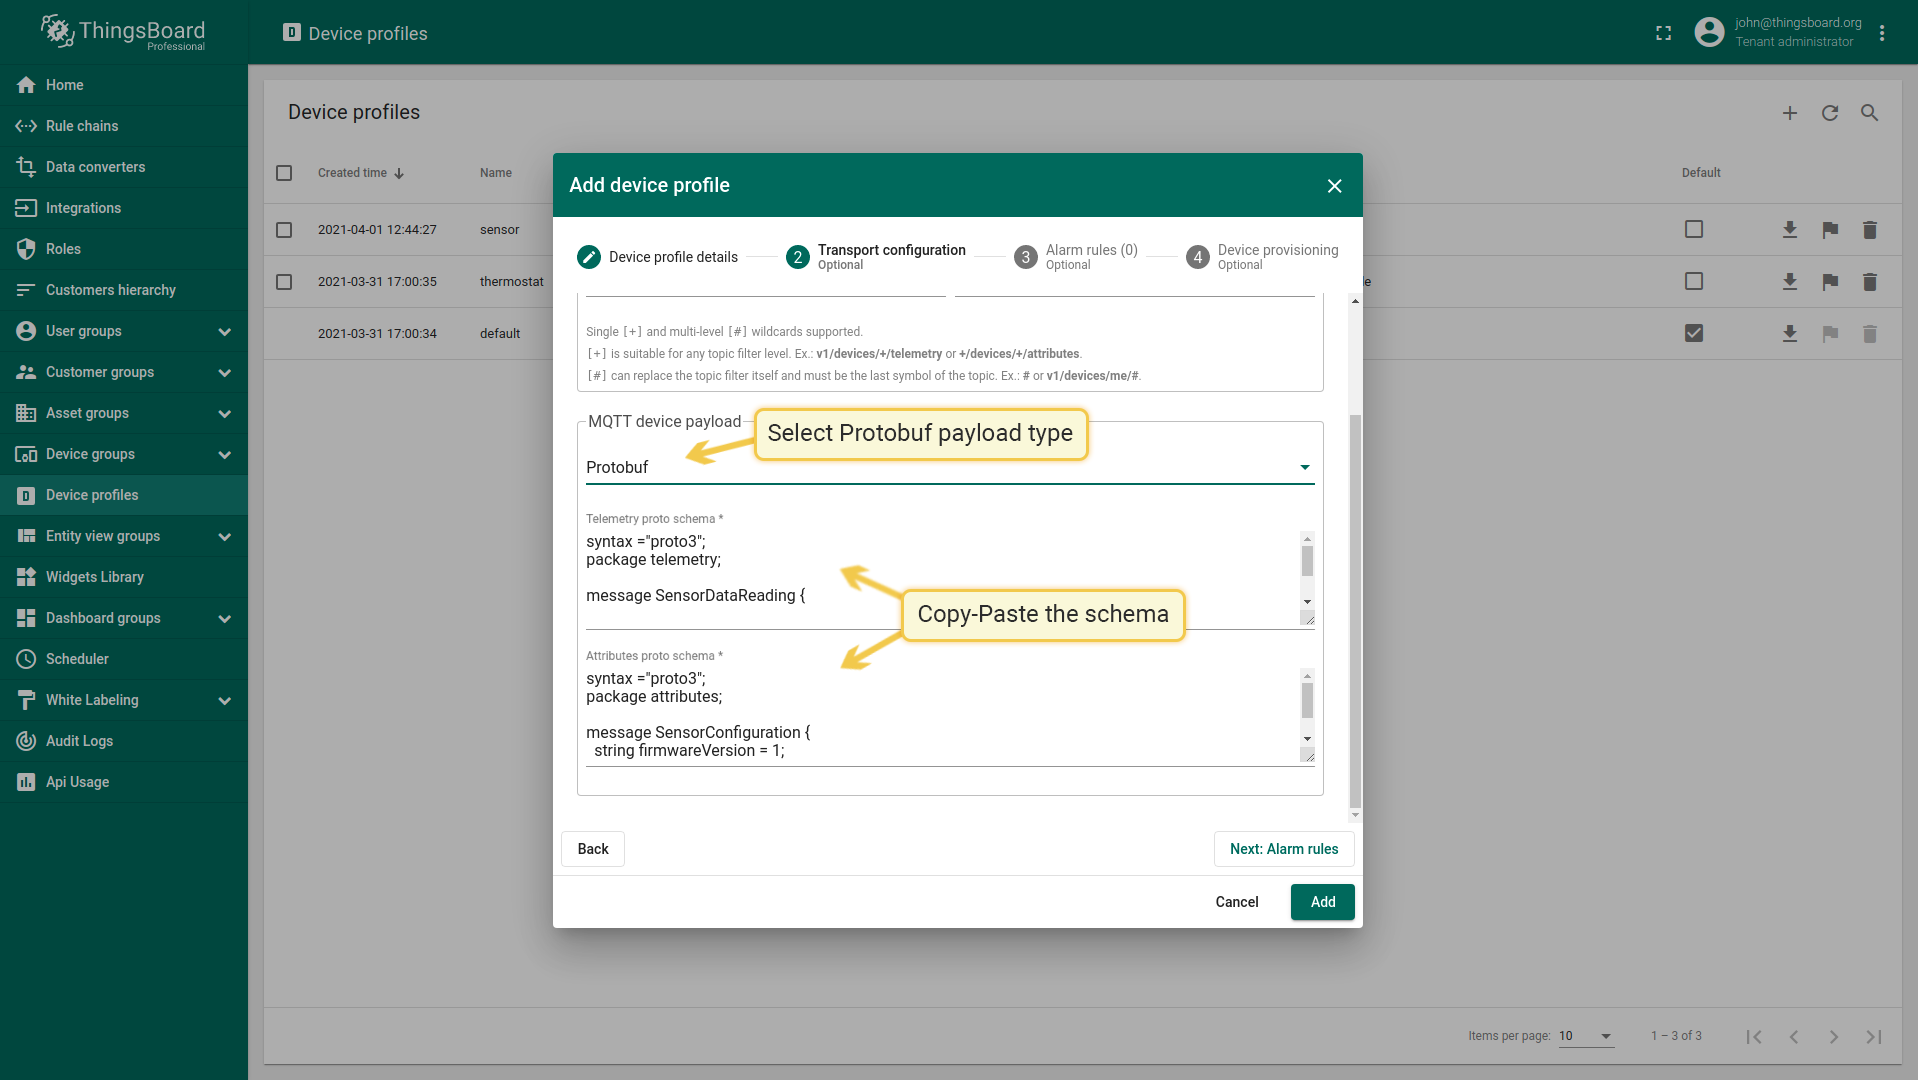 ThingsBoard
Professional
Device profiles
john@thingsboard.org
Tenant administrator
Home
Rule chains
Data converters
Integrations
Roles
Customers hierarchy
User groups
Customer groups
Asset groups
Device groups
Device profiles
Entity view groups
Widgets Library
Dashboard groups
Scheduler
White Labeling
Audit Logs
Api Usage
Device profiles
Created time Name Default
2021-04-01 12:44:27 sensor
2021-03-31 17:00:35 thermostat
2021-03-31 17:00:34 default
Add device profile
Device profile details
2 Transport configuration
Optional
3 Alarm rules (0)
Optional
4 Device provisioning
Optional
Single [+] and multi-level [#] wildcards supported.
[+] is suitable for any topic filter level. Ex.: v1/devices/+/telemetry or +/devices/+/attributes.
[#] can replace the topic filter itself and must be the last symbol of the topic. Ex.: # or v1/devices/me/#.
MQTT device payload
Select Protobuf payload type
Protobuf
Telemetry proto schema *
syntax ="proto3";
package telemetry;
message SensorDataReading {
Copy-Paste the schema
Attributes proto schema *
syntax ="proto3";
package attributes;
message SensorConfiguration {
string firmwareVersion = 1;
Back
Next: Alarm rules
Cancel
Add
Items per page: 10 1 – 3 of 3